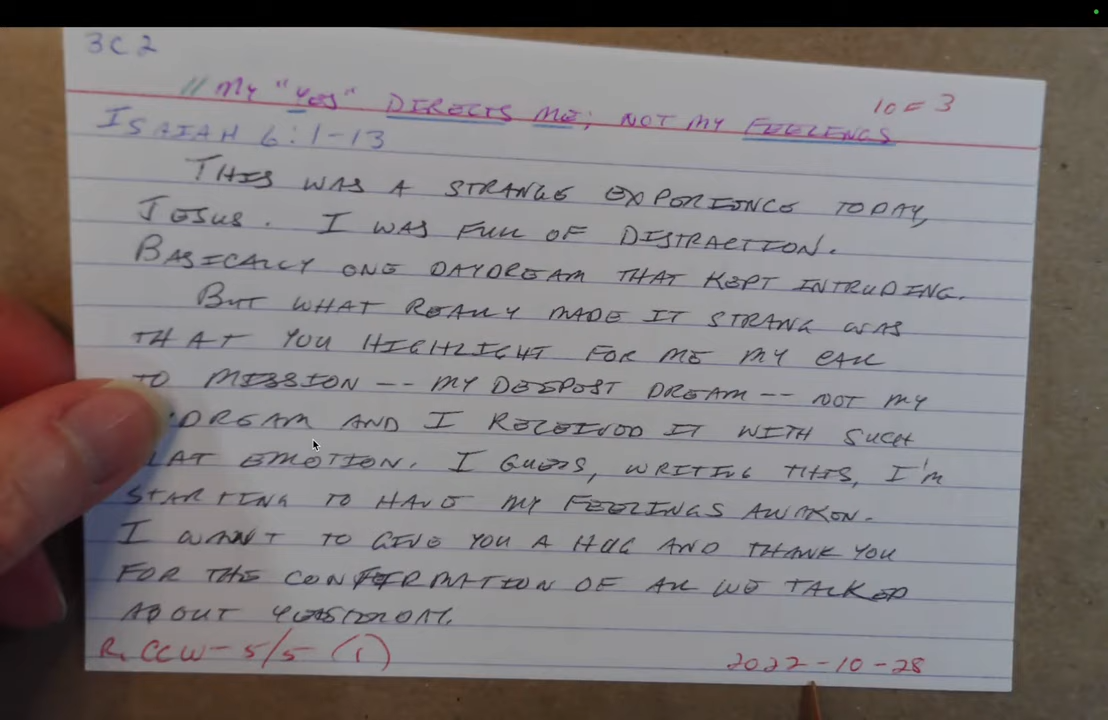 3C2
// My "Yes" DIRECTS ME; NOT MY FEELINGS
10 = 3
ISAIAH 6:1-13
THIS WAS A STRANGE EXPERIENCE TODAY,
JESUS. I WAS FULL OF DISTRACTION.
BASICALLY ONE DAYDREAM THAT KEPT INTRUDING.
BUT WHAT REALLY MADE IT STRANG WAS
THAT YOU HIGHLIGHT FOR ME MY CALL
TO MISSION -- MY DEEPEST DREAM -- NOT MY
DREAM AND I RECEIVED IT WITH SUCH
LAT EMOTION. I GUESS, WRITING THIS, I'M
STARTING TO HAVE MY FEELINGS AWAKEN.
I WANT TO GIVE YOU A HUG AND THANK YOU
FOR THE CONFIRMATION OF ALL WE TALKED
ABOUT YESTERDAY.
R. CCW - 5/5 (1)
2022-10-28